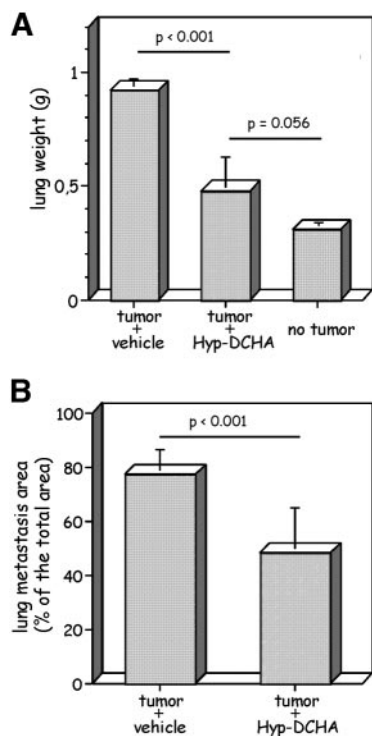 A
p < 0.001
p = 0.056
lung weight (g)
1
0,5
0
tumor
+
vehicle
tumor
+
Hyp-DCHA
no tumor
B
p < 0.001
lung metastasis area
(% of the total area)
100
80
60
40
20
0
tumor
+
vehicle
tumor
+
Hyp-DCHA